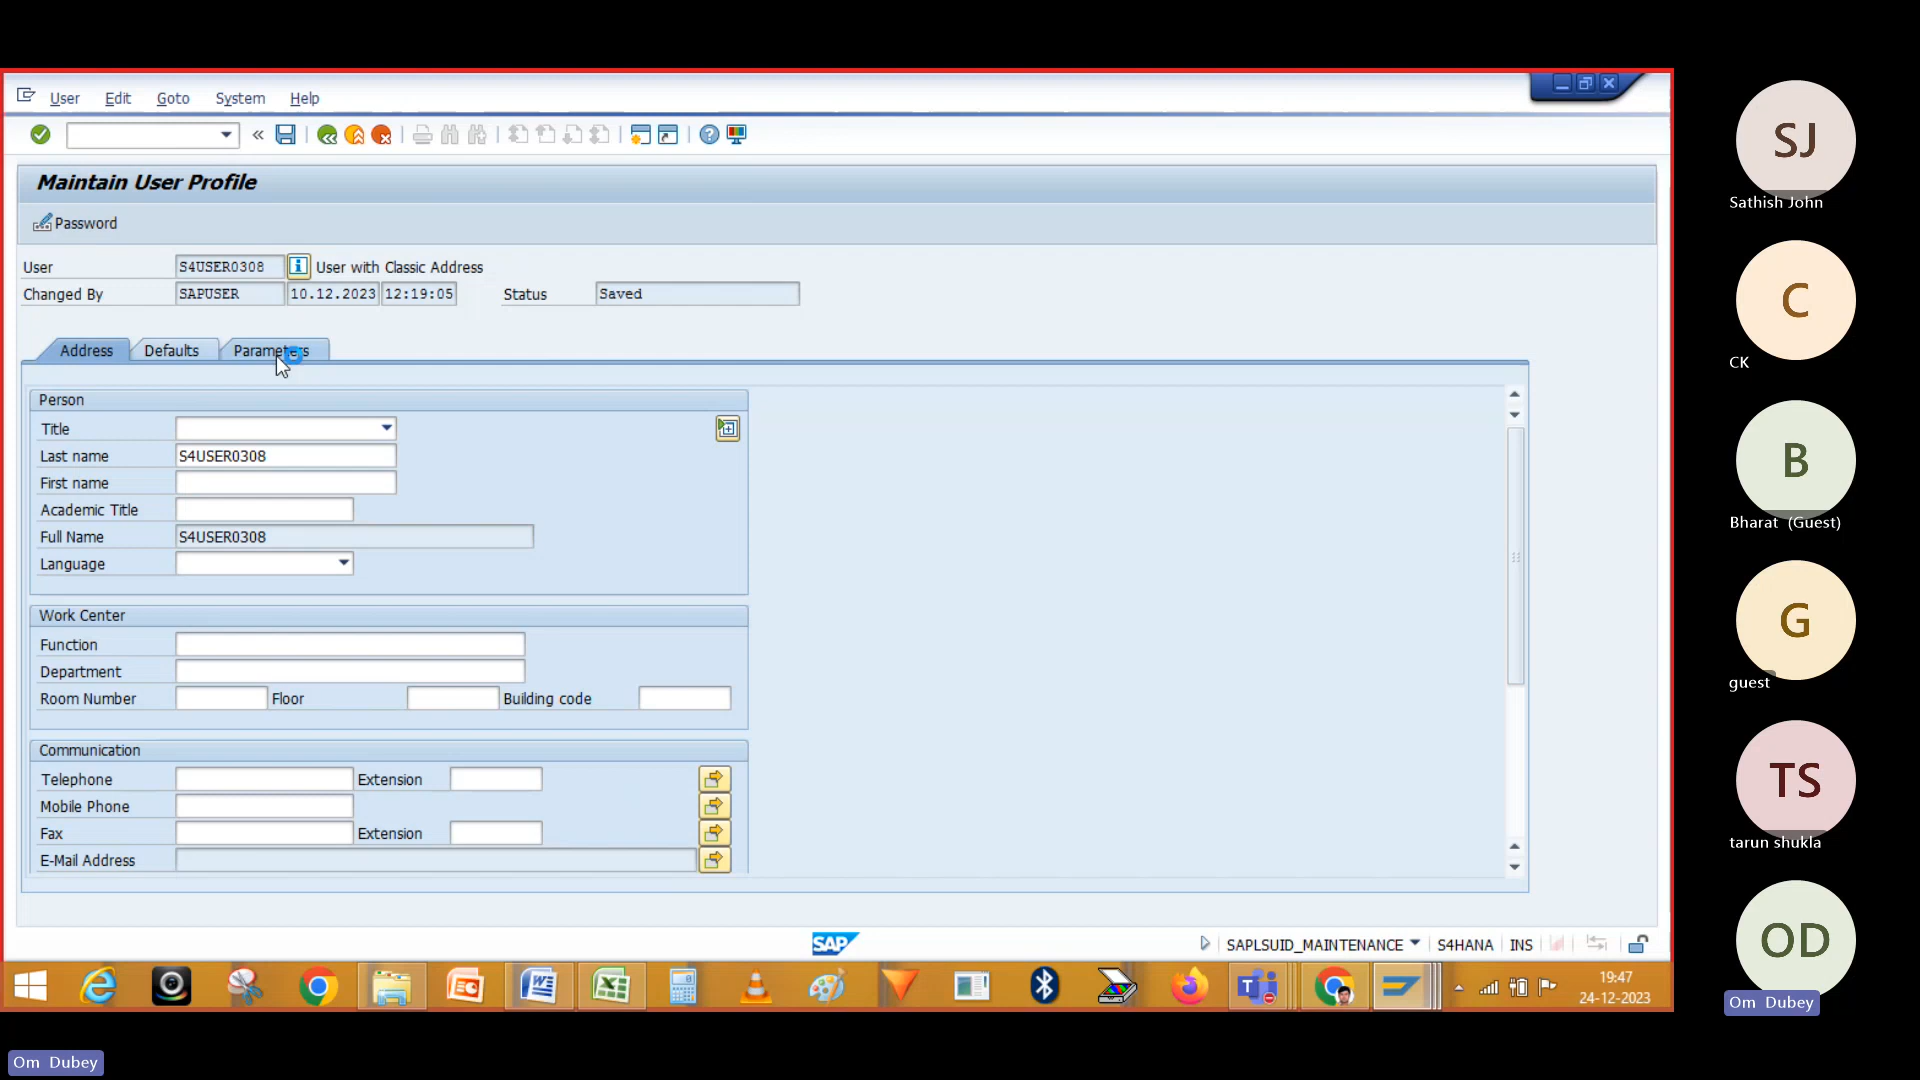 User Edit Goto System Help
Maintain User Profile
Password
User S4USER0308 User with Classic Address
Changed By SAPUSER 10.12.2023 12:19:05 Status Saved
Address Defaults Parameters
Person
Title
Last name S4USER0308
First name
Academic Title
Full Name S4USER0308
Language
Work Center
Function
Department
Room Number Floor Building code
Communication
Telephone Extension
Mobile Phone
Fax Extension
E-Mail Address
SAP SAPLSUID_MAINTENANCE S4HANA INS
19:47
24-12-2023
SJ
Sathish John
C
CK
B
Bharat (Guest)
G
guest
TS
tarun shukla
OD
Om Dubey
Om Dubey